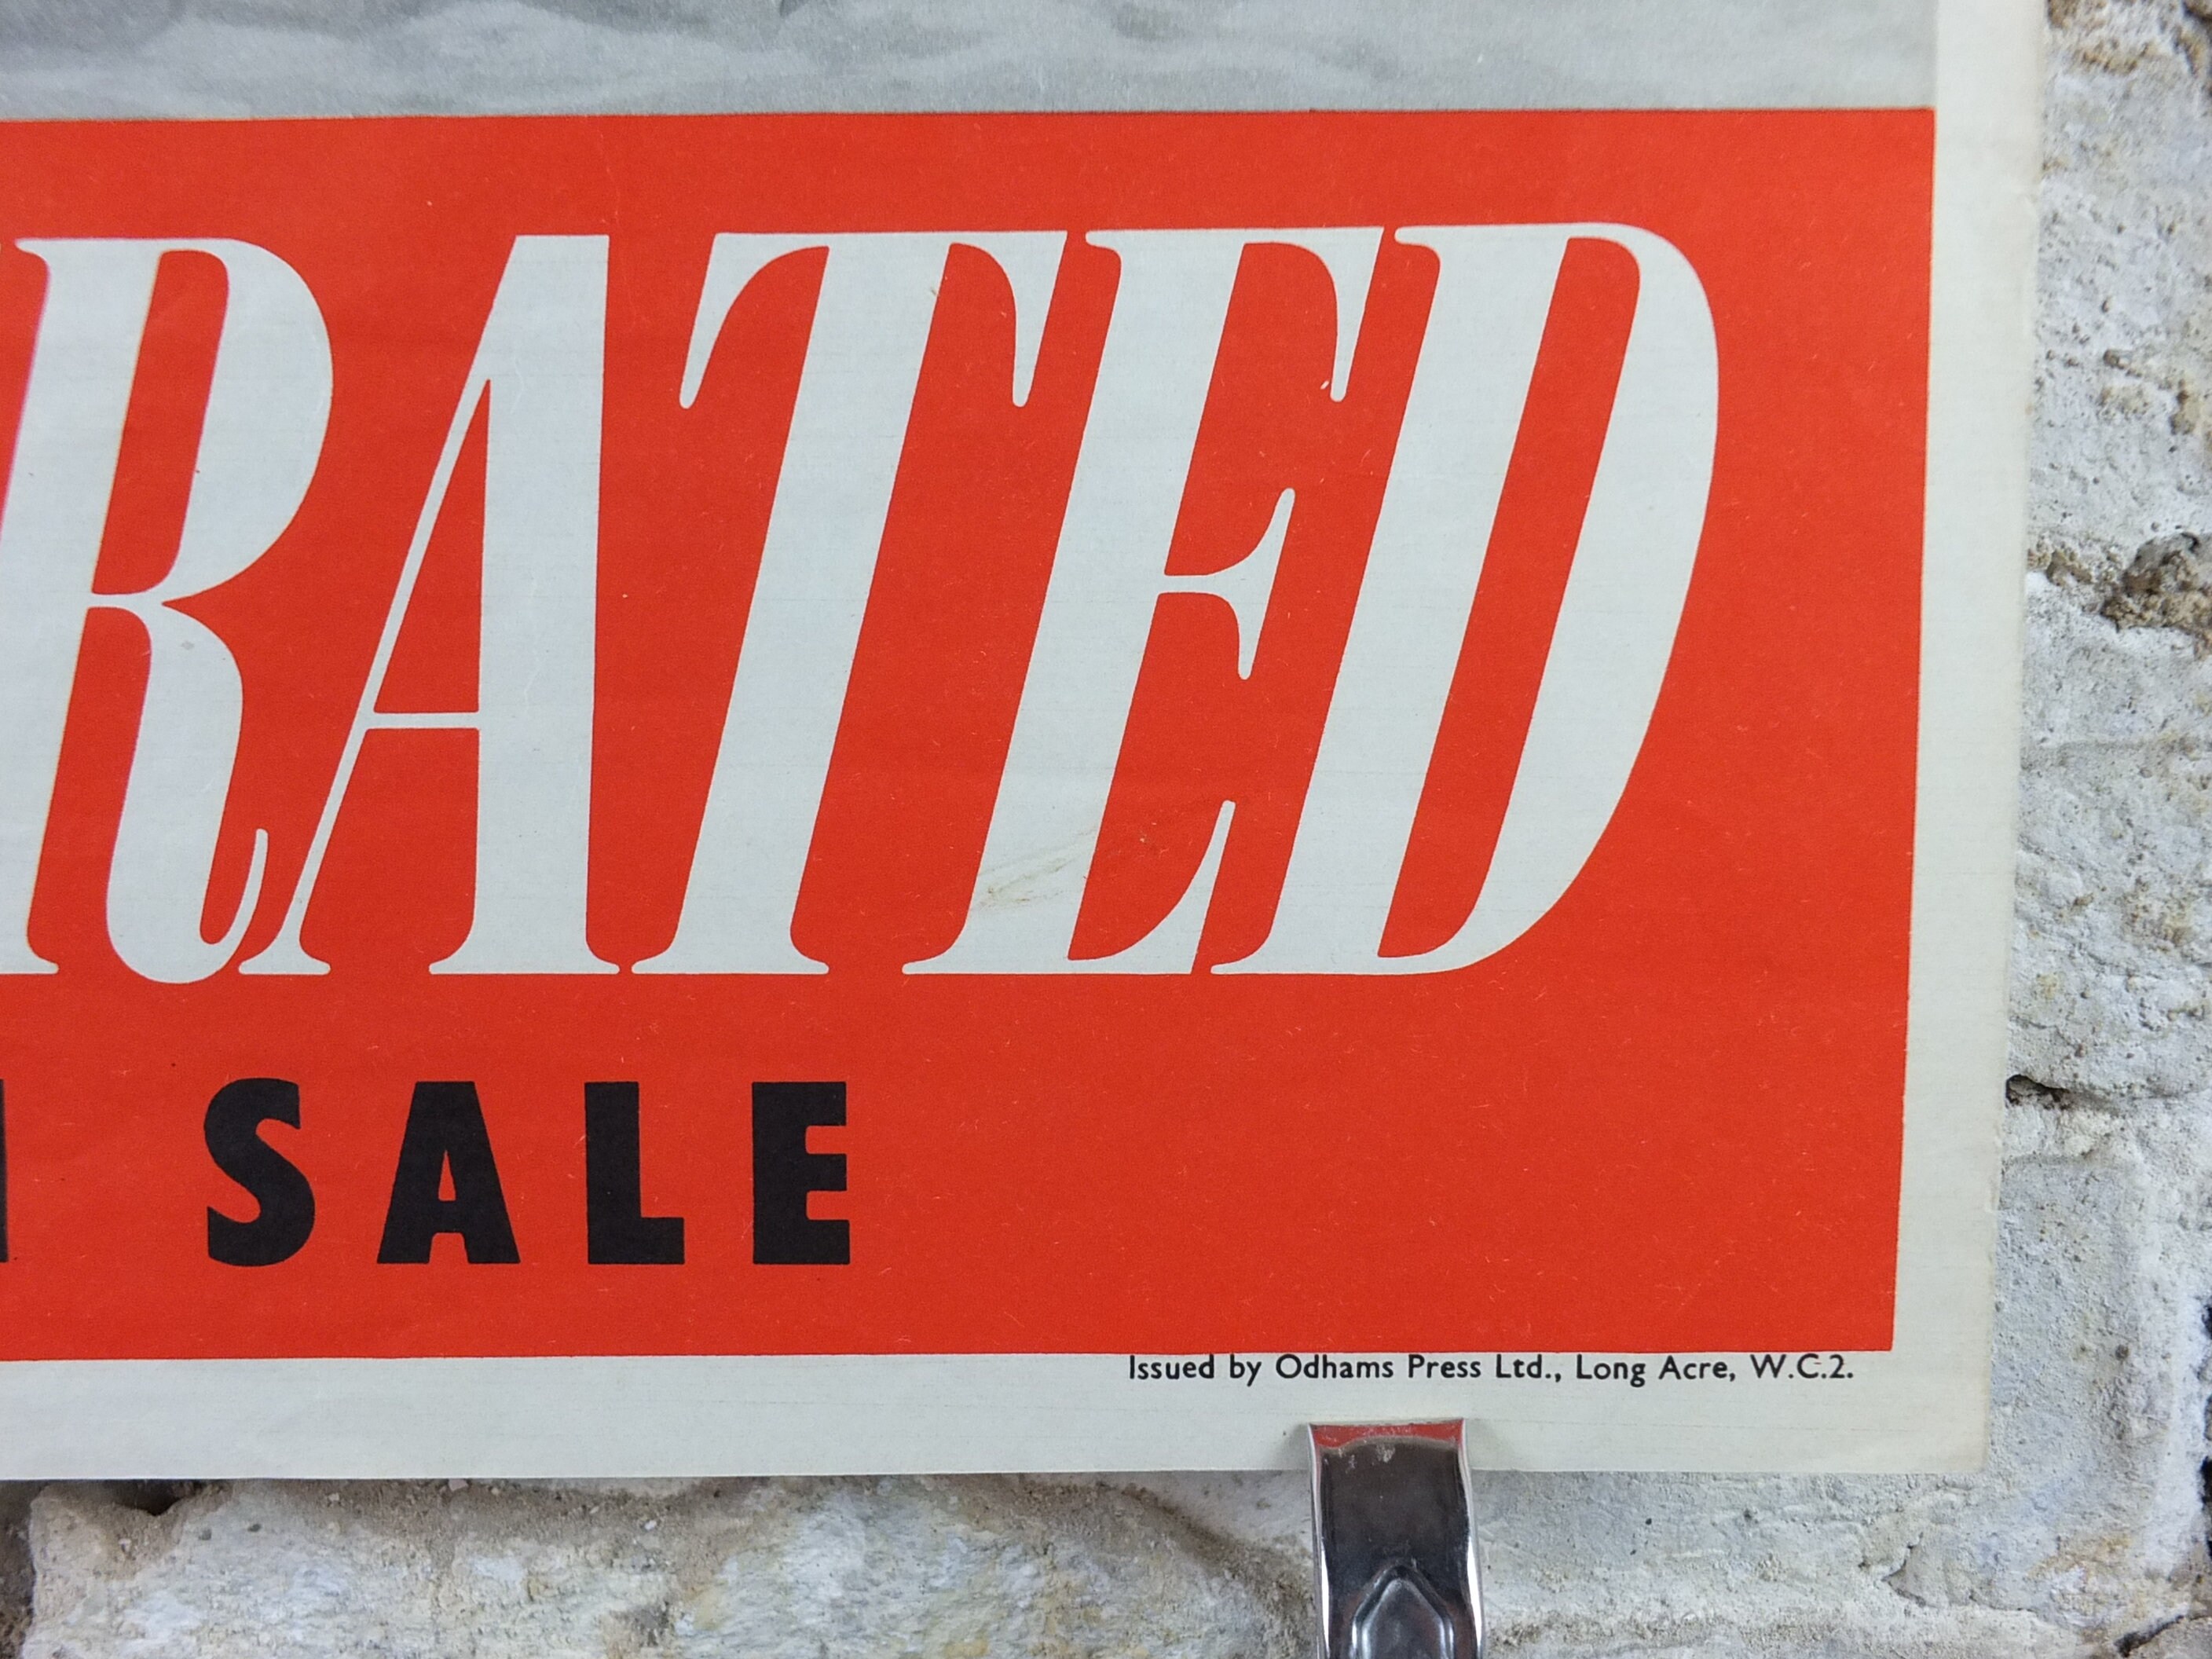 RATED
SALE
Issued by Odhams Press Ltd., Long Acre, W.C.2.